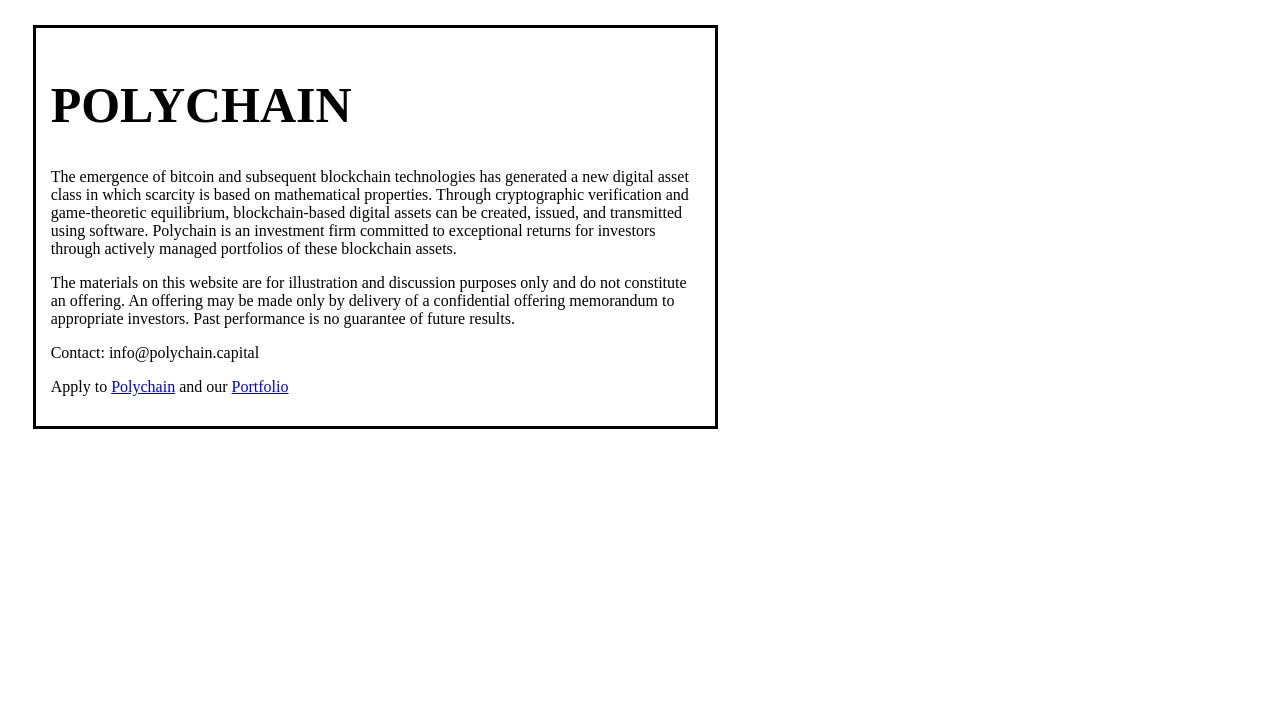 POLYCHAIN
The emergence of bitcoin and subsequent blockchain technologies has generated a new digital asset
class in which scarcity is based on mathematical properties. Through cryptographic verification and
game-theoretic equilibrium, blockchain-based digital assets can be created, issued, and transmitted
using software. Polychain is an investment firm committed to exceptional returns for investors
through actively managed portfolios of these blockchain assets.
The materials on this website are for illustration and discussion purposes only and do not constitute
an offering. An offering may be made only by delivery of a confidential offering memorandum to
appropriate investors. Past performance is no guarantee of future results.
Contact: info@polychain.capital
Apply to Polychain and our Portfolio